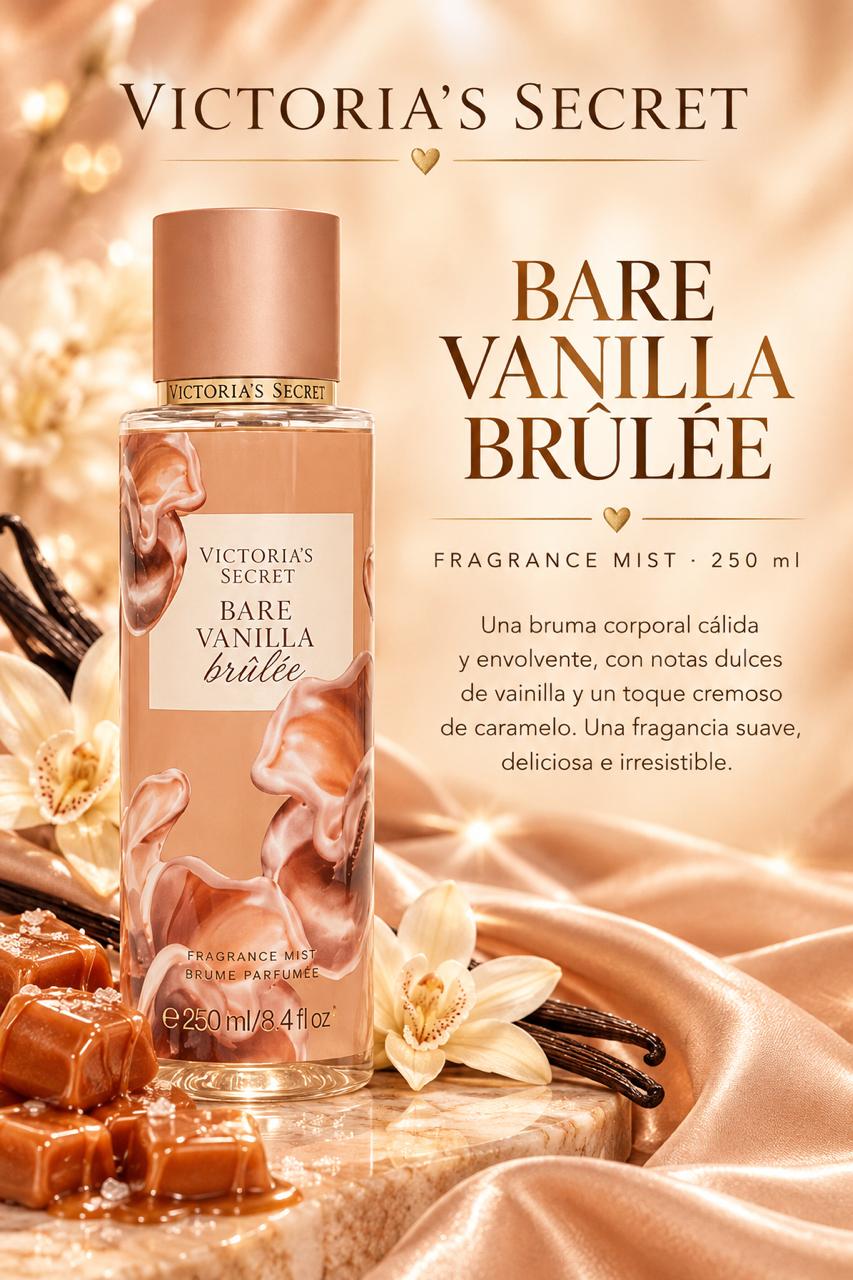 VICTORIA'S SECRET
BARE
VANILLA
BRÛLÉE
FRAGRANCE MIST · 250 ml
Una bruma corporal cálida
y envolvente, con notas dulces
de vainilla y un toque cremoso
de caramelo. Una fragancia suave,
deliciosa e irresistible.
VICTORIA'S SECRET
VICTORIA'S
SECRET
BARE
VANILLA
brûlée
FRAGRANCE MIST
BRUME PARFUMÉE
℮250 ml/8.4 fl oz